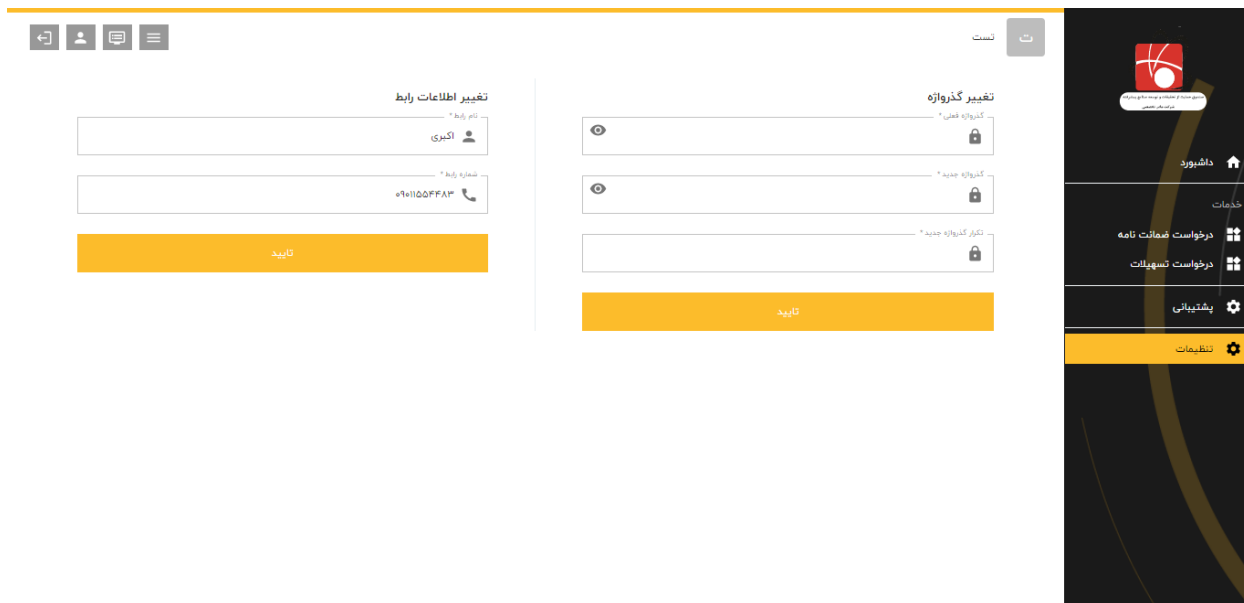 ت
تست
داشبورد
خدمات
درخواست ضمانت نامه
درخواست تسهیلات
پشتیبانی
تنظیمات
تغییر گذرواژه
گذرواژه فعلی *
گذرواژه جدید *
تکرار گذرواژه جدید *
تایید
تغییر اطلاعات رابط
نام رابط *
اکبری
شماره رابط *
۰۹۰۱۱۵۵۴۴۸۳
تایید